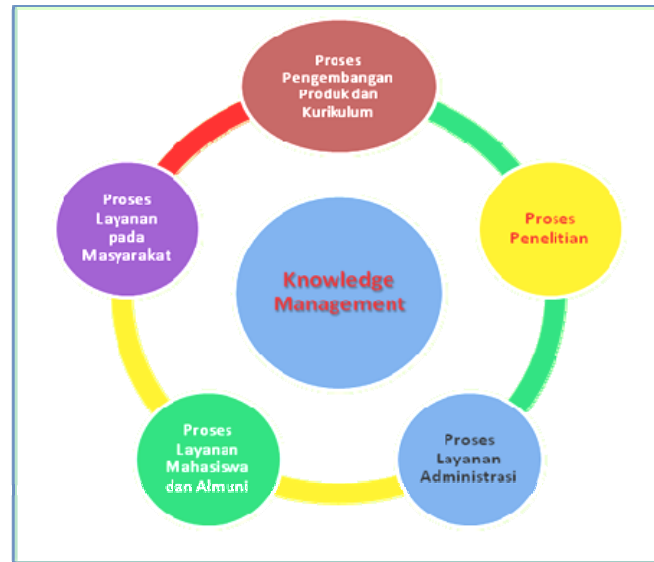 Proses
Pengembangan
Produk dan
Kurikulum
Proses
Penelitian
Proses
Layanan
Administrasi
Proses
Layanan
Mahasiswa
dan Almuni
Proses
Layanan
pada
Masyarakat
Knowledge
Management